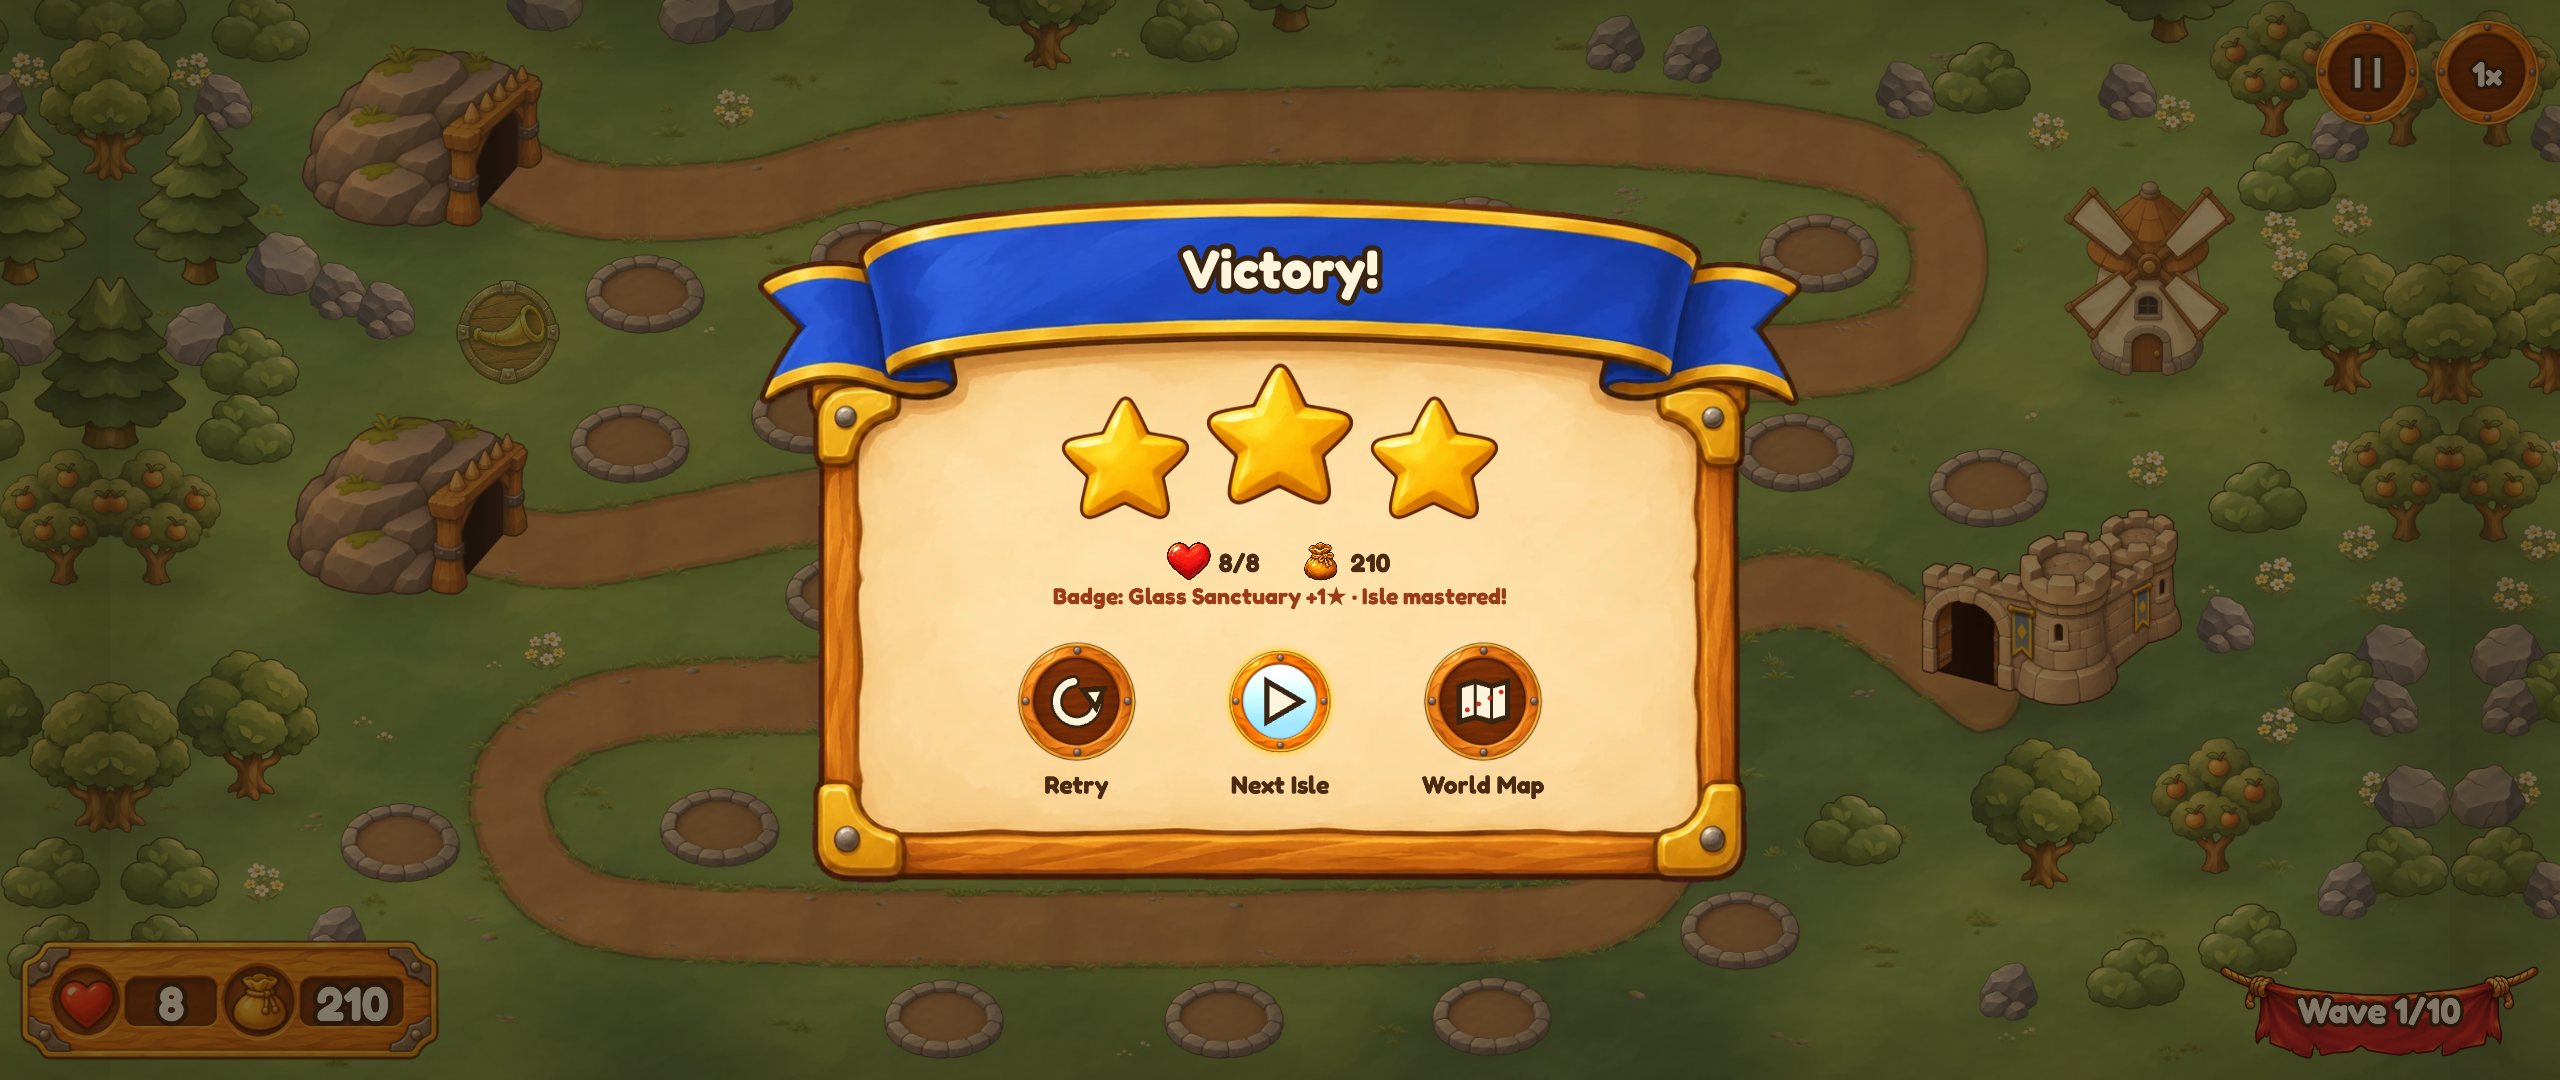 1x
Victory!
8/8 210
Badge: Glass Sanctuary +1★ · Isle mastered!
Retry Next Isle World Map
8 210
Wave 1/10